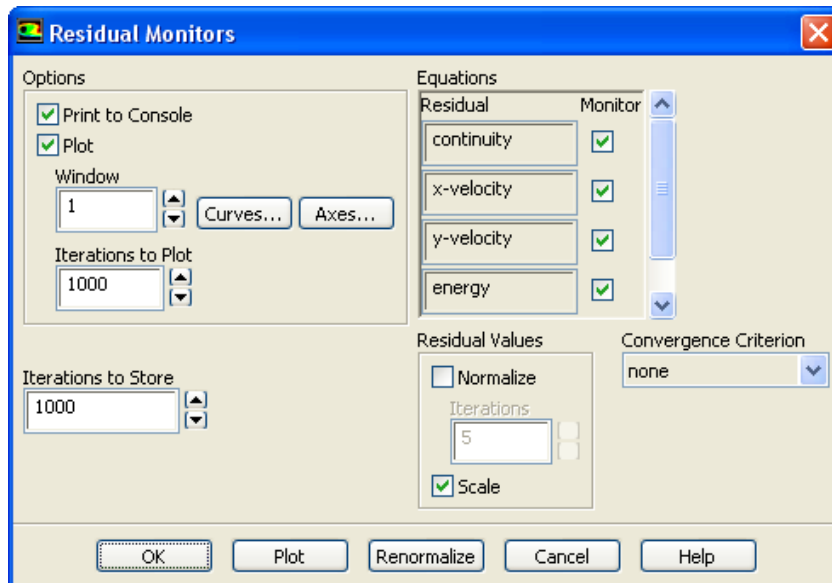 Residual Monitors
Options
Print to Console
Plot
Window
1
Curves...
Axes...
Iterations to Plot
1000
Iterations to Store
1000
Equations
Residual Monitor
continuity
x-velocity
y-velocity
energy
Residual Values
Normalize
Iterations
5
Scale
Convergence Criterion
none
OK
Plot
Renormalize
Cancel
Help